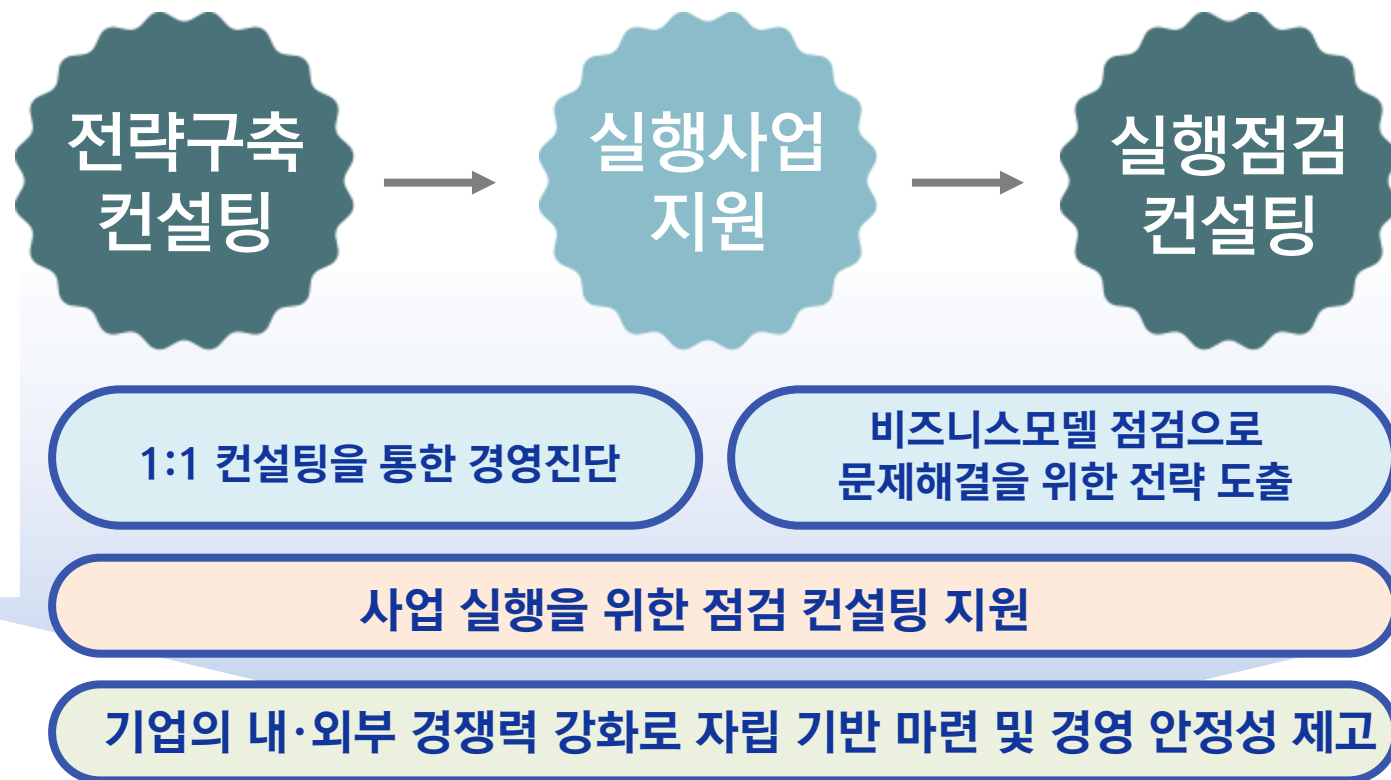 전략구축
컨설팅
실행사업
지원
실행점검
컨설팅
1:1 컨설팅을 통한 경영진단
비즈니스모델 점검으로
문제해결을 위한 전략 도출
사업 실행을 위한 점검 컨설팅 지원
기업의 내·외부 경쟁력 강화로 자립 기반 마련 및 경영 안정성 제고